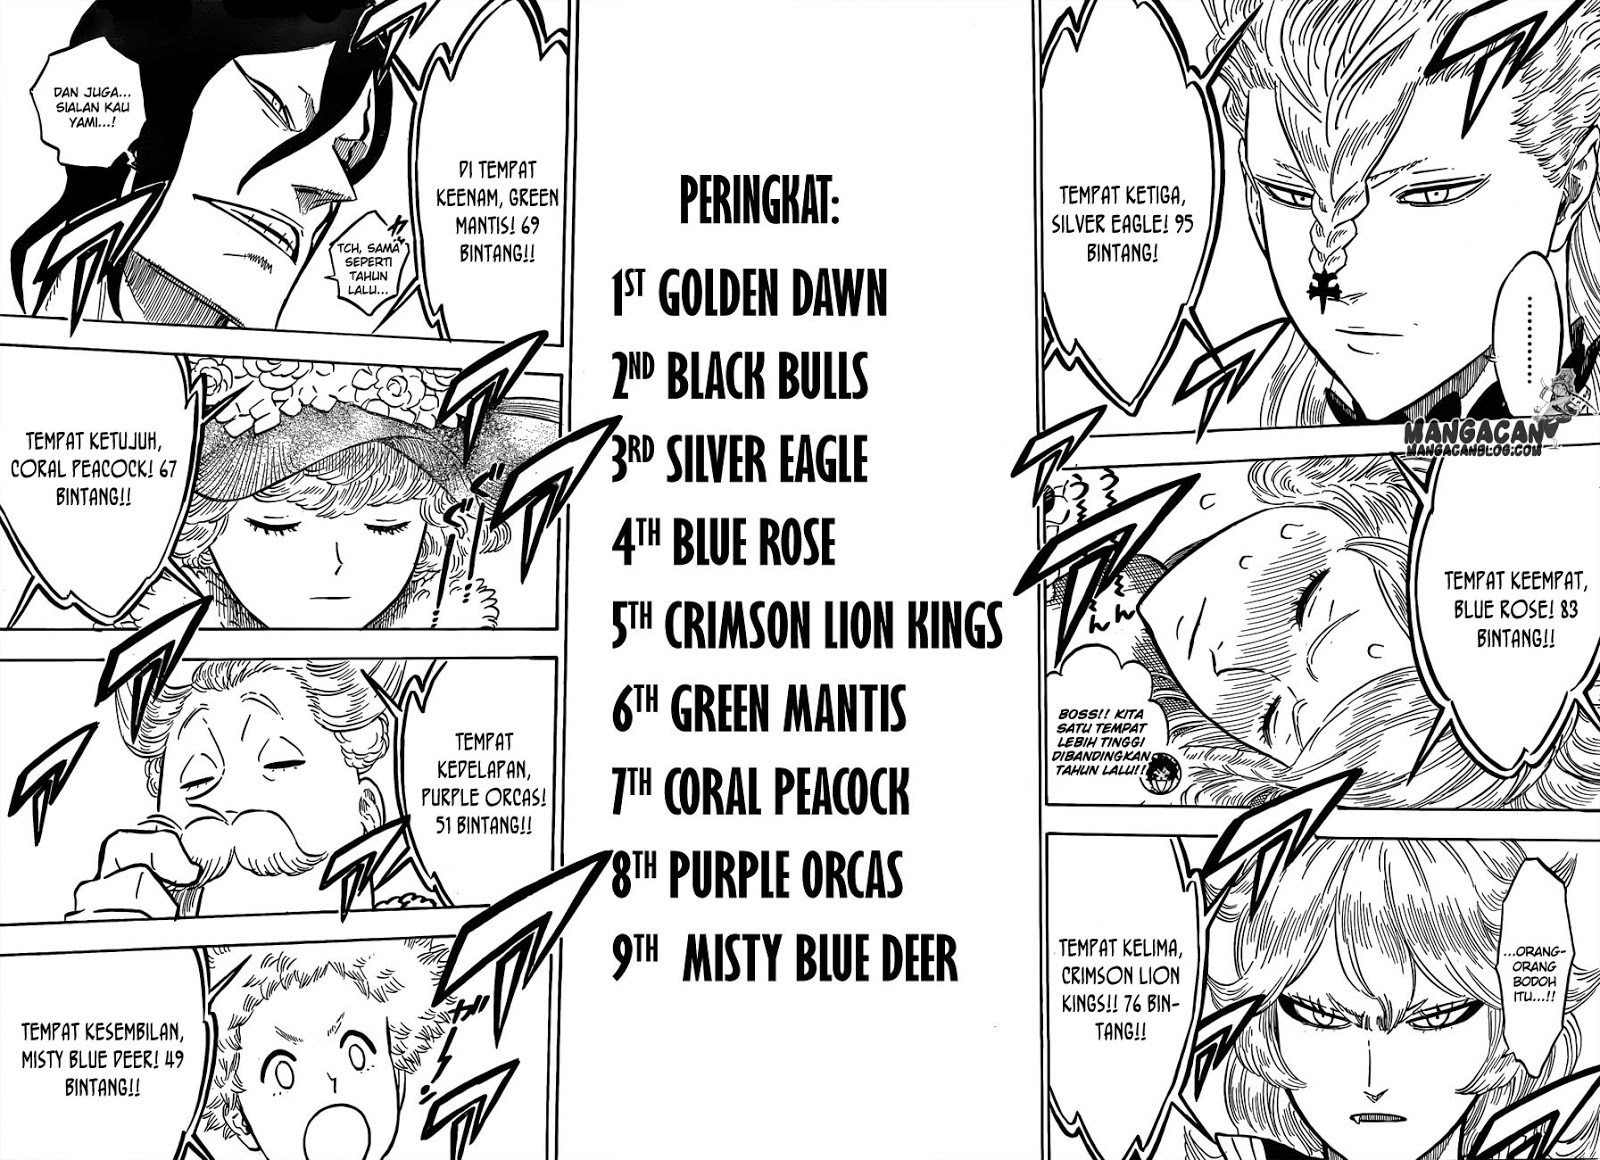 TEMPAT KETIGA,
SILVER EAGLE! 95
BINTANG!
..........
MANGACAN
MANGACANBLOG.COM
TEMPAT KEEMPAT,
BLUE ROSE! 83
BINTANG!!
BOSS!! KITA
SATU TEMPAT
LEBIH TINGGI
DIBANDINGKAN
TAHUN LALU!!
TEMPAT KELIMA,
CRIMSON LION
KINGS!! 76 BIN-
TANG!!
...ORANG-
ORANG
BODOH
ITU...!!
PERINGKAT:
1ST GOLDEN DAWN
2ND BLACK BULLS
3RD SILVER EAGLE
4TH BLUE ROSE
5TH CRIMSON LION KINGS
6TH GREEN MANTIS
7TH CORAL PEACOCK
8TH PURPLE ORCAS
9TH MISTY BLUE DEER
DI TEMPAT
KEENAM, GREEN
MANTIS! 69
BINTANG!!
TCH, SAMA
SEPERTI
TAHUN
LALU...
DAN JUGA...
SIALAN KAU
YAMI...!
TEMPAT KETUJUH,
CORAL PEACOCK! 67
BINTANG!!
TEMPAT
KEDELAPAN,
PURPLE ORCAS!
51 BINTANG!!
TEMPAT KESEMBILAN,
MISTY BLUE DEER! 49
BINTANG!!